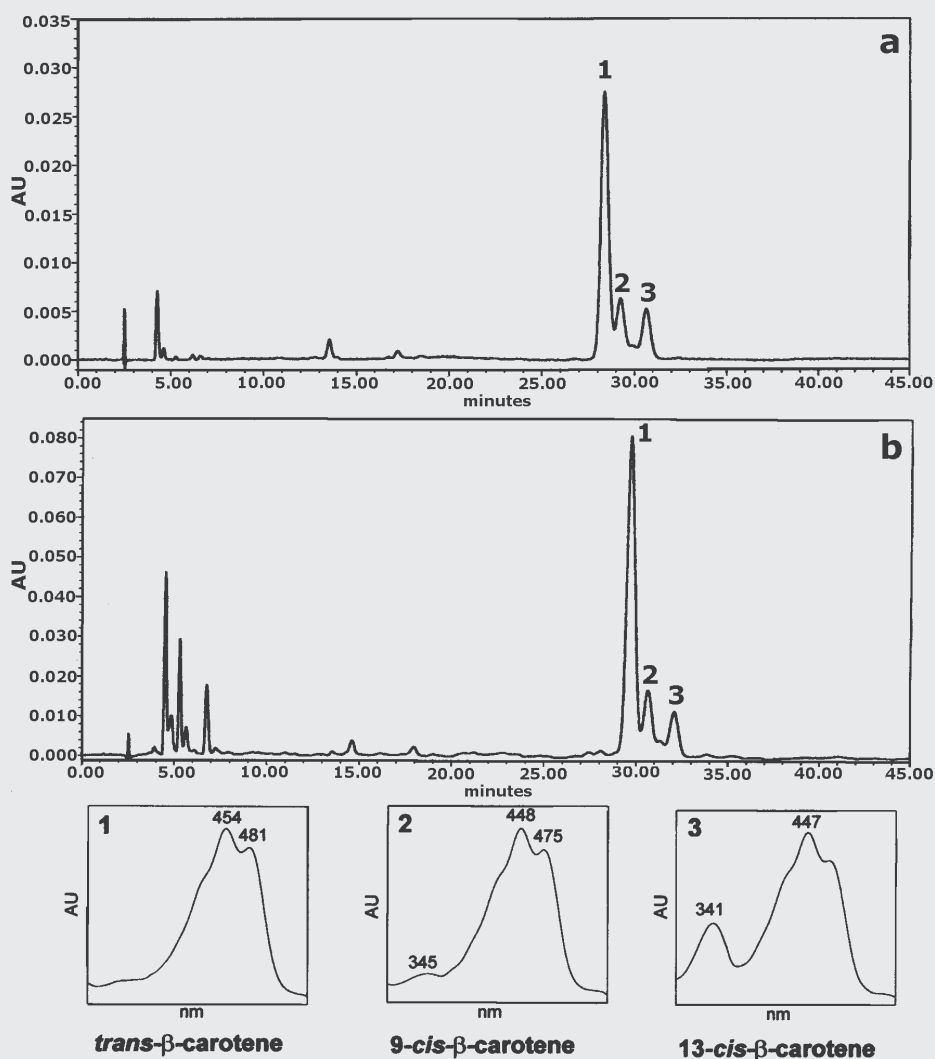 a
0.035
0.030
0.025
0.020
0.015
0.010
0.005
0.000
AU
1
2
3
0.00 5.00 10.00 15.00 20.00 25.00 30.00 35.00 40.00 45.00
minutes
b
0.080
0.070
0.060
0.050
0.040
0.030
0.020
0.010
0.000
AU
1
2
3
0.00 5.00 10.00 15.00 20.00 25.00 30.00 35.00 40.00 45.00
minutes
1
454
481
AU
nm
trans-β-carotene
2
448
475
345
AU
nm
9-cis-β-carotene
3
447
341
AU
nm
13-cis-β-carotene